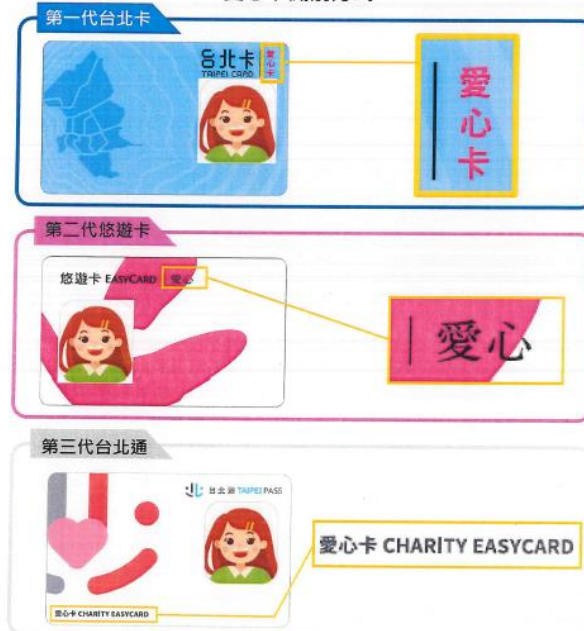 第一代台北卡
台北卡
TAIPEI CARD
愛心卡
愛心卡
第二代悠遊卡
悠遊卡 EASYCARD 愛心
愛心
第三代台北通
台北通 TAIPEI PASS
愛心卡 CHARITY EASYCARD
愛心卡 CHARITY EASYCARD